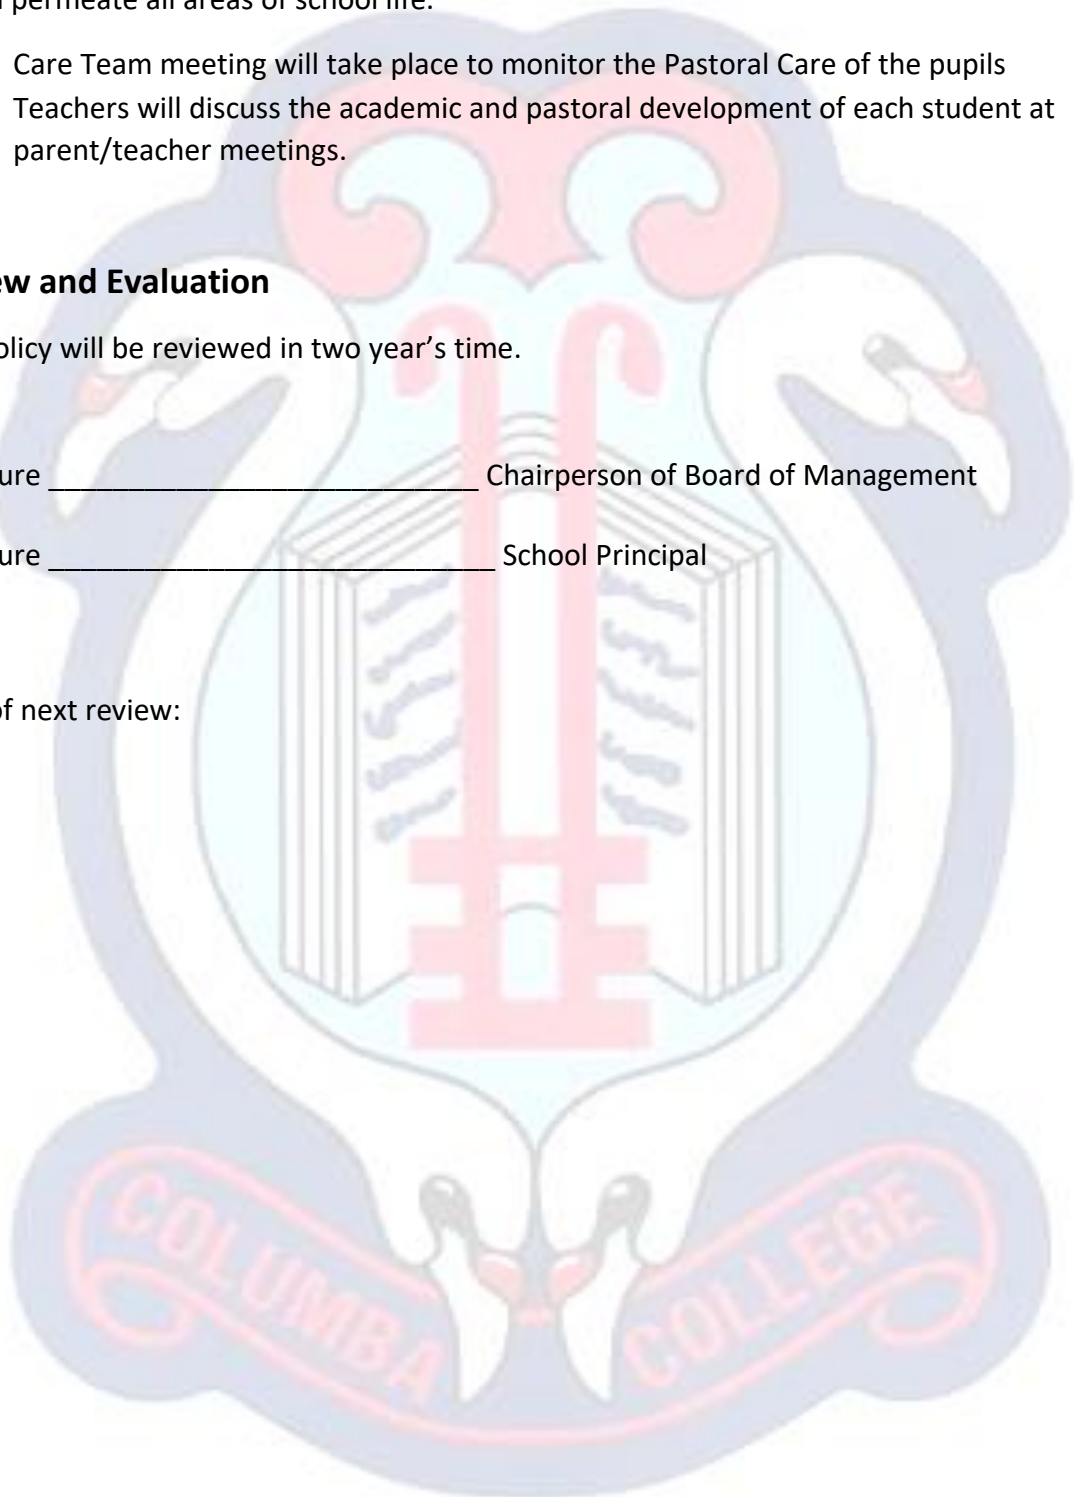 permeate all areas of school life.
Care Team meeting will take place to monitor the Pastoral Care of the pupils
Teachers will discuss the academic and pastoral development of each student at
parent/teacher meetings.
ew and Evaluation
olicy will be reviewed in two year’s time.
ure ___________________________ Chairperson of Board of Management
ure ____________________________ School Principal
of next review:
COLUMBA COLLEGE